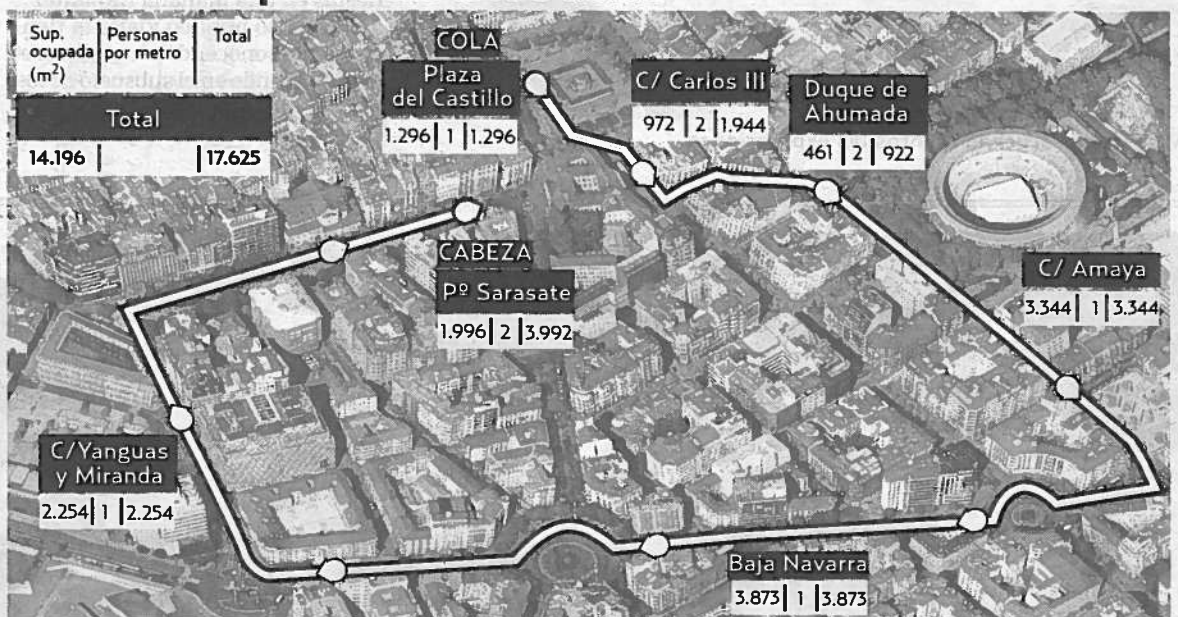 Sup. ocupada (m²) | Personas por metro | Total
Total
14.196 | 17.625
COLA
Plaza
del Castillo
1.296 | 1 | 1.296
C/ Carlos III
972 | 2 | 1.944
Duque de
Ahumada
461 | 2 | 922
CABEZA
Pº Sarasate
1.996 | 2 | 3.992
C/ Amaya
3.344 | 1 | 3.344
C/Yanguas
y Miranda
2.254 | 1 | 2.254
Baja Navarra
3.873 | 1 | 3.873